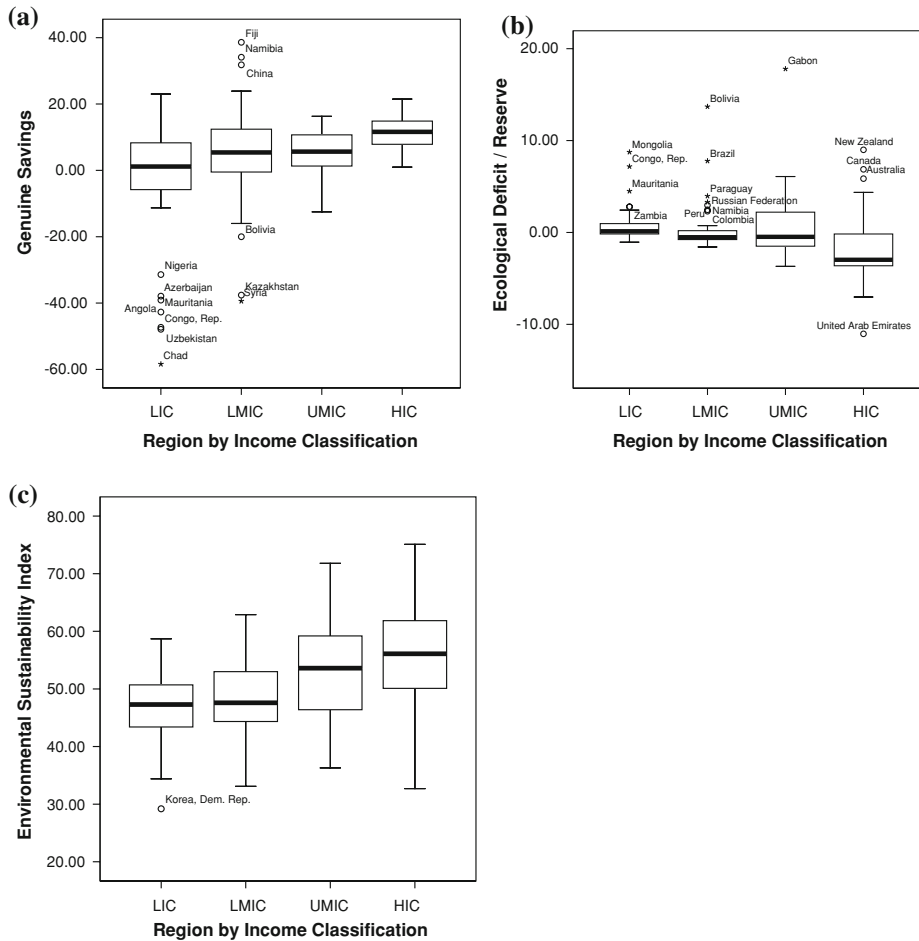 (a)
40.00
20.00
0.00
-20.00
-40.00
-60.00
Genuine Savings
Fiji
Namibia
China
Bolivia
Kazakhstan
Syria
Nigeria
Azerbaijan
Mauritania
Angola
Congo, Rep.
Uzbekistan
Chad
LIC LMIC UMIC HIC
Region by Income Classification
(b)
20.00
10.00
0.00
-10.00
Ecological Deficit / Reserve
Gabon
Bolivia
Mongolia
Congo, Rep.
Brazil
New Zealand
Canada
Australia
Mauritania
Paraguay
Russian Federation
Zambia
Peru
Namibia
Colombia
United Arab Emirates
LIC LMIC UMIC HIC
Region by Income Classification
(c)
80.00
70.00
60.00
50.00
40.00
30.00
20.00
Environmental Sustainability Index
Korea, Dem. Rep.
LIC LMIC UMIC HIC
Region by Income Classification